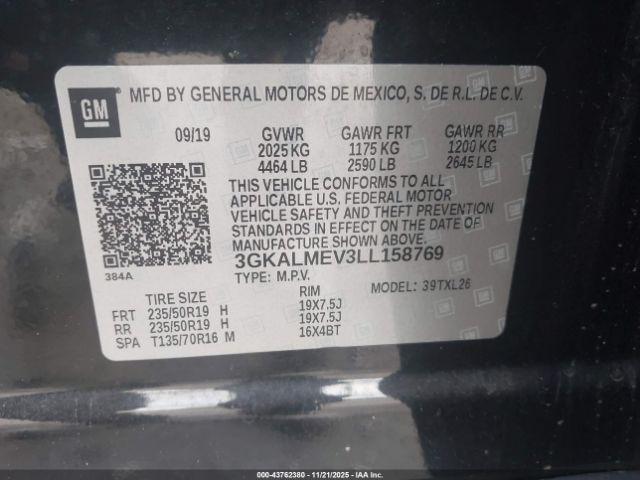 GM
MFD BY GENERAL MOTORS DE MEXICO, S. DE R.L. DE C.V.
09/19 GVWR GAWR FRT GAWR RR
2025 KG 1175 KG 1200 KG
4464 LB 2590 LB 2645 LB
THIS VEHICLE CONFORMS TO ALL
APPLICABLE U.S. FEDERAL MOTOR
VEHICLE SAFETY AND THEFT PREVENTION
STANDARDS IN EFFECT ON THE DATE OF
MANUFACTURE SHOWN ABOVE.
3GKALMEV3LL158769
384A TYPE: M.P.V.
MODEL: 39TXL26
TIRE SIZE RIM
FRT 235/50R19 H 19X7.5J
RR 235/50R19 H 19X7.5J
SPA T135/70R16 M 16X4BT
© - 43762380 - 11/21/2025 - IAAI.com